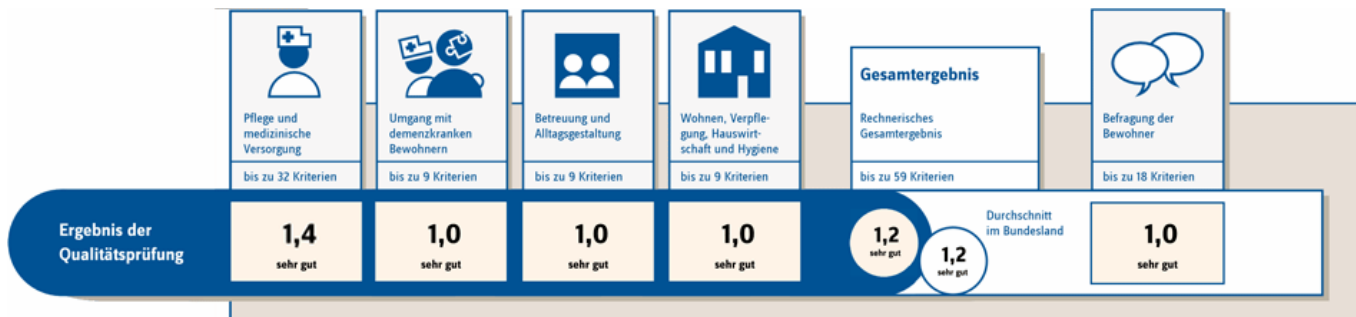 Pflege und
medizinische
Versorgung
bis zu 32 Kriterien
Umgang mit
demenzkranken
Bewohnern
bis zu 9 Kriterien
Betreuung und
Alltagsgestaltung
bis zu 9 Kriterien
Wohnen, Verpfle-
gung, Hauswirt-
schaft und Hygiene
bis zu 9 Kriterien
Gesamtergebnis
Rechnerisches
Gesamtergebnis
bis zu 59 Kriterien
Befragung der
Bewohner
bis zu 18 Kriterien
Ergebnis der
Qualitätsprüfung
1,4
sehr gut
1,0
sehr gut
1,0
sehr gut
1,0
sehr gut
1,2
sehr gut
1,2
sehr gut
Durchschnitt
im Bundesland
1,0
sehr gut